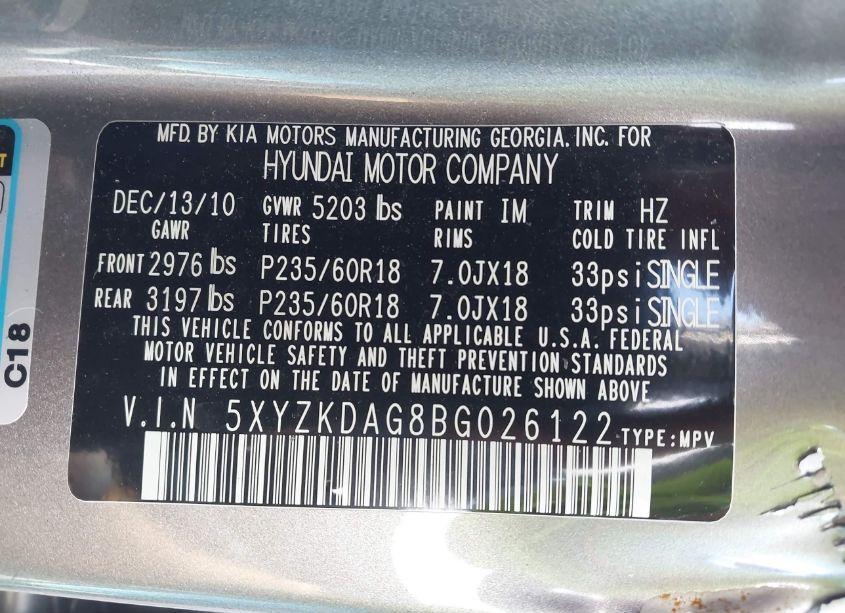 MFD. BY KIA MOTORS MANUFACTURING GEORGIA. INC. FOR
HYUNDAI MOTOR COMPANY
DEC/13/10 GVWR 5203 lbs PAINT IM TRIM HZ
GAWR TIRES RIMS COLD TIRE INFL
FRONT 2976 lbs P235/60R18 7.0JX18 33psi SINGLE
REAR 3197 lbs P235/60R18 7.0JX18 33psi SINGLE
THIS VEHICLE CONFORMS TO ALL APPLICABLE U.S.A. FEDERAL
MOTOR VEHICLE SAFETY AND THEFT PREVENTION STANDARDS
IN EFFECT ON THE DATE OF MANUFACTURE SHOWN ABOVE
V.I.N 5XYZKDAG8BG026122 TYPE:MPV
C18